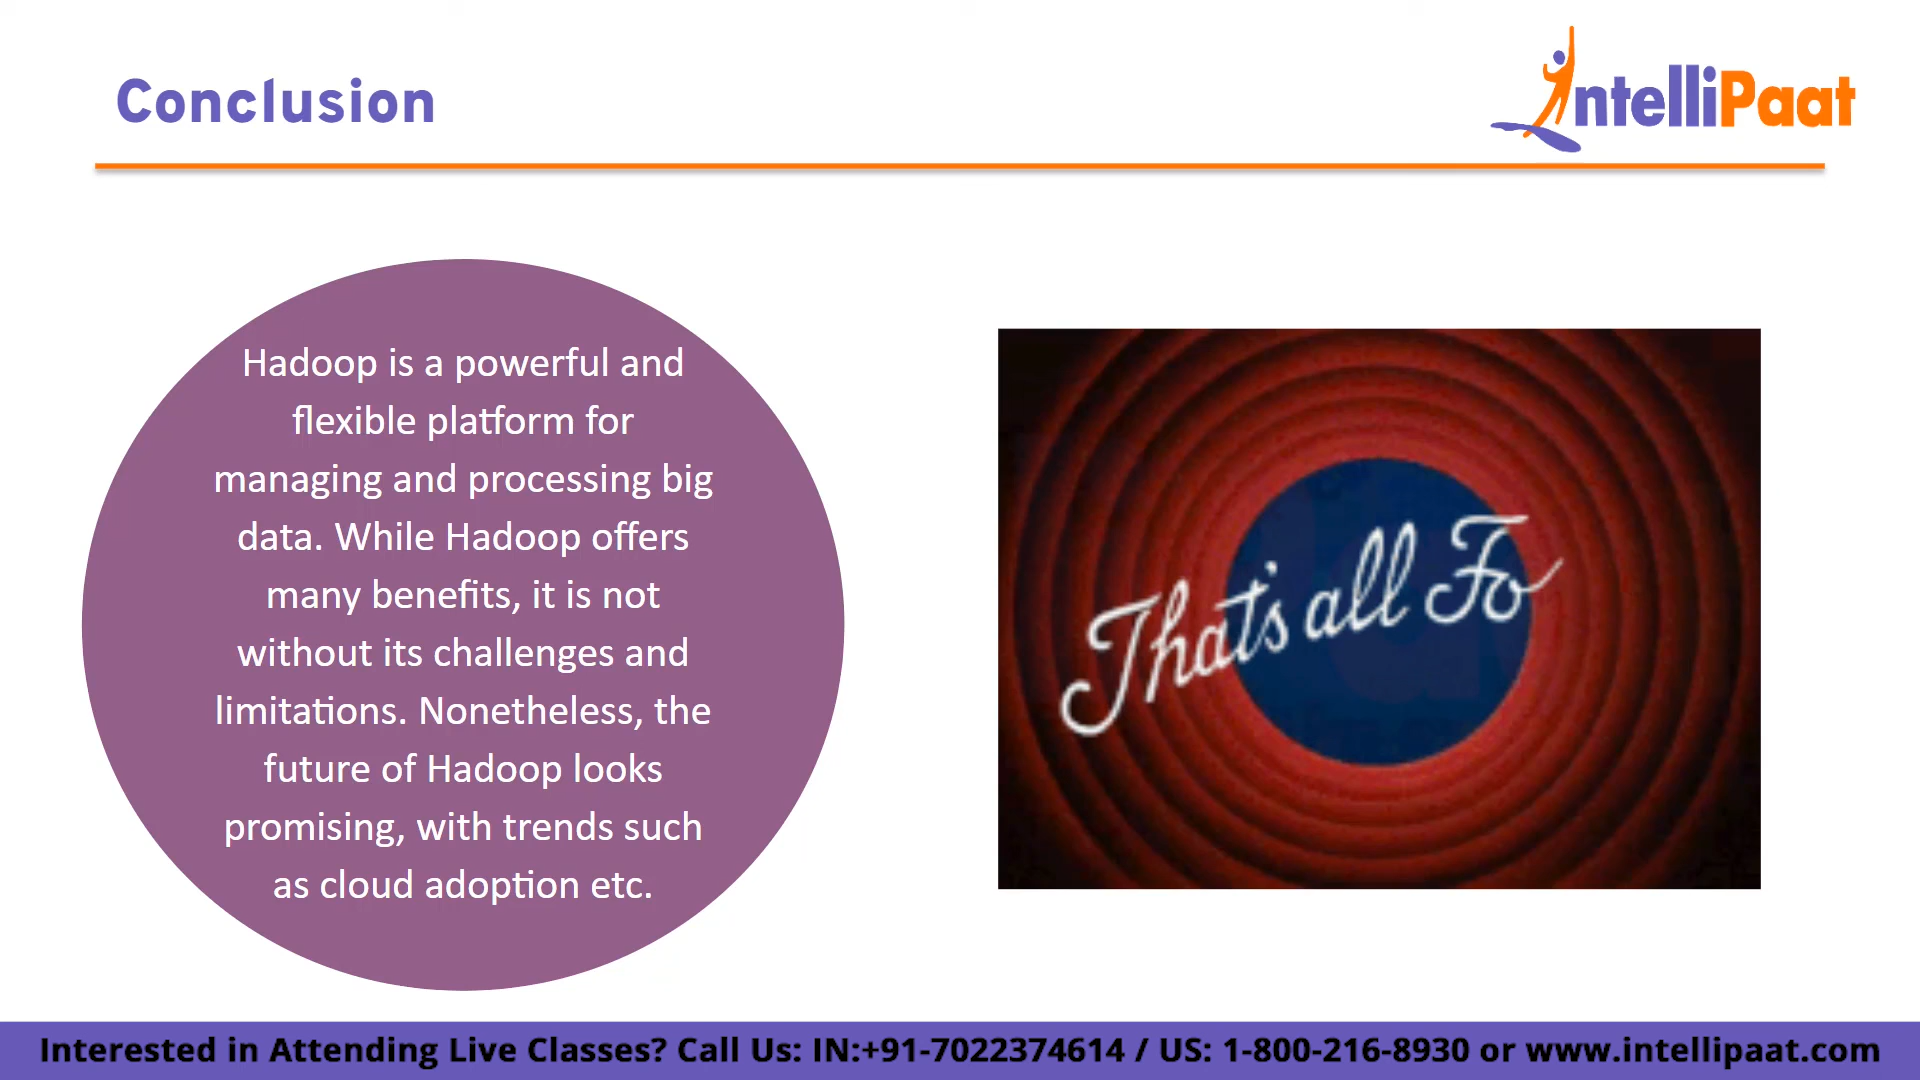 Conclusion
IntelliPaat
Hadoop is a powerful and
flexible platform for
managing and processing big
data. While Hadoop offers
many benefits, it is not
without its challenges and
limitations. Nonetheless, the
future of Hadoop looks
promising, with trends such
as cloud adoption etc.
That's all Fo
Interested in Attending Live Classes? Call Us: IN:+91-7022374614 / US: 1-800-216-8930 or www.intellipaat.com